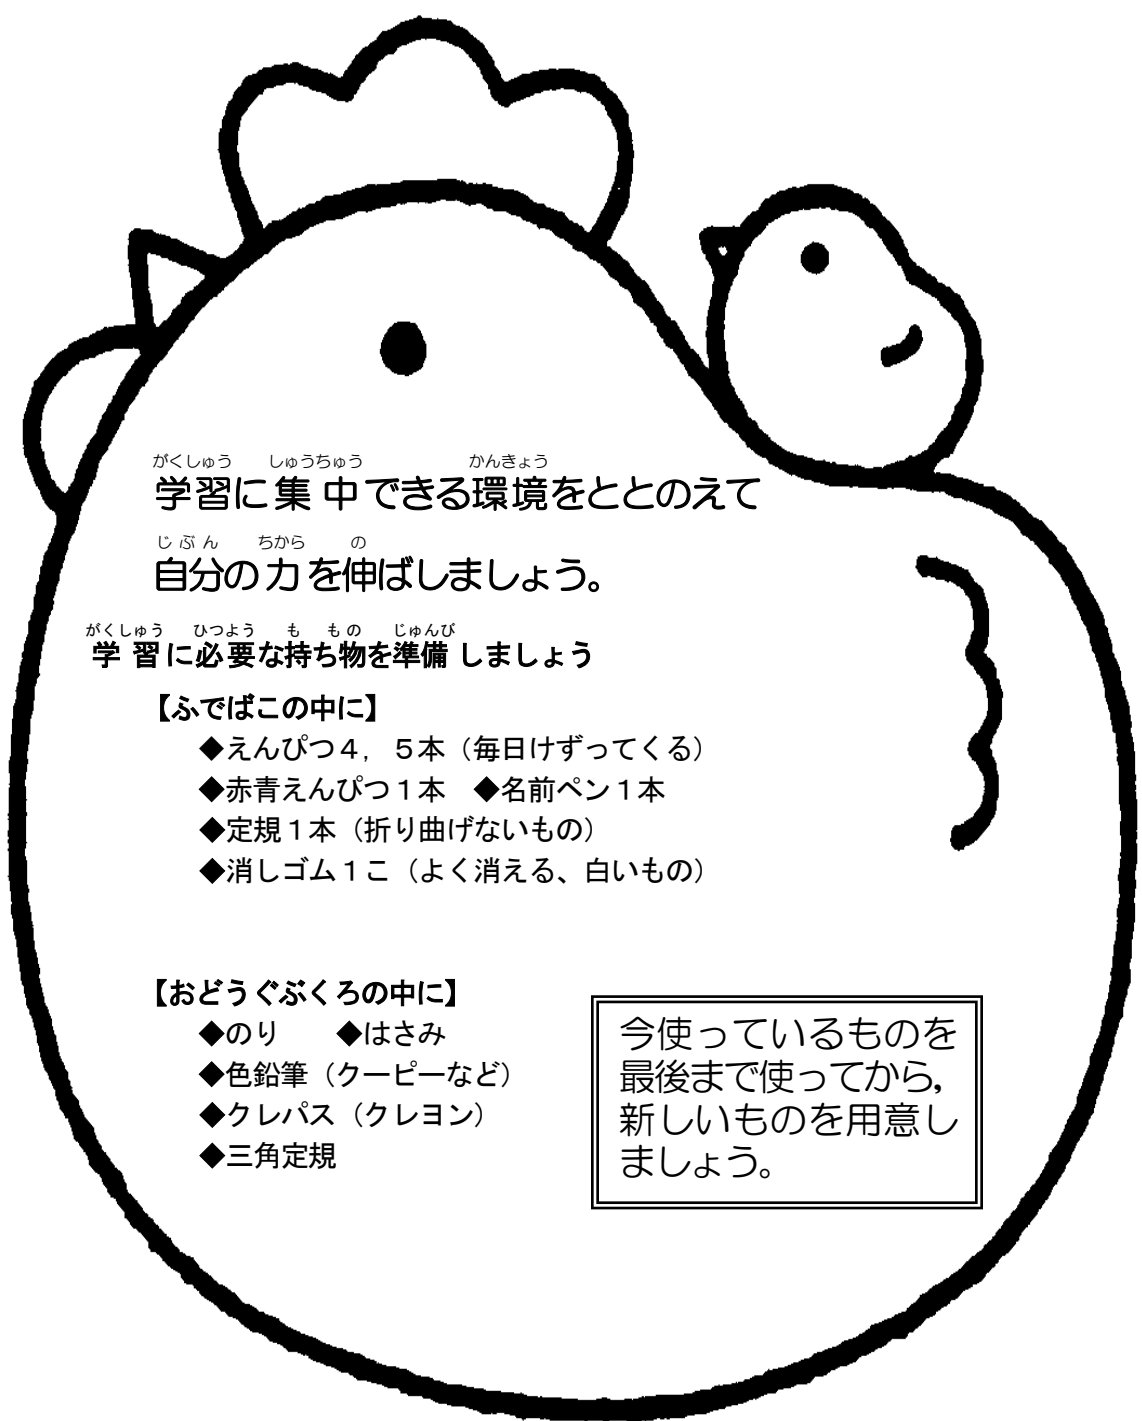 がくしゅう しゅうちゅう かんきょう
学習に集中できる環境をととのえて
じぶん ちから の
自分の力を伸ばしましょう。
がくしゅう ひつよう も もの じゅんび
学習に必要な持ち物を準備しましょう
【ふでばこの中に】
◆えんぴつ４，５本（毎日けずってくる）
◆赤青えんぴつ１本　◆名前ペン１本
◆定規１本（折り曲げないもの）
◆消しゴム１こ（よく消える、白いもの）
【おどうぐぶくろの中に】
◆のり　　◆はさみ
◆色鉛筆（クーピーなど）
◆クレパス（クレヨン）
◆三角定規
今使っているものを
最後まで使ってから，
新しいものを用意し
ましょう。